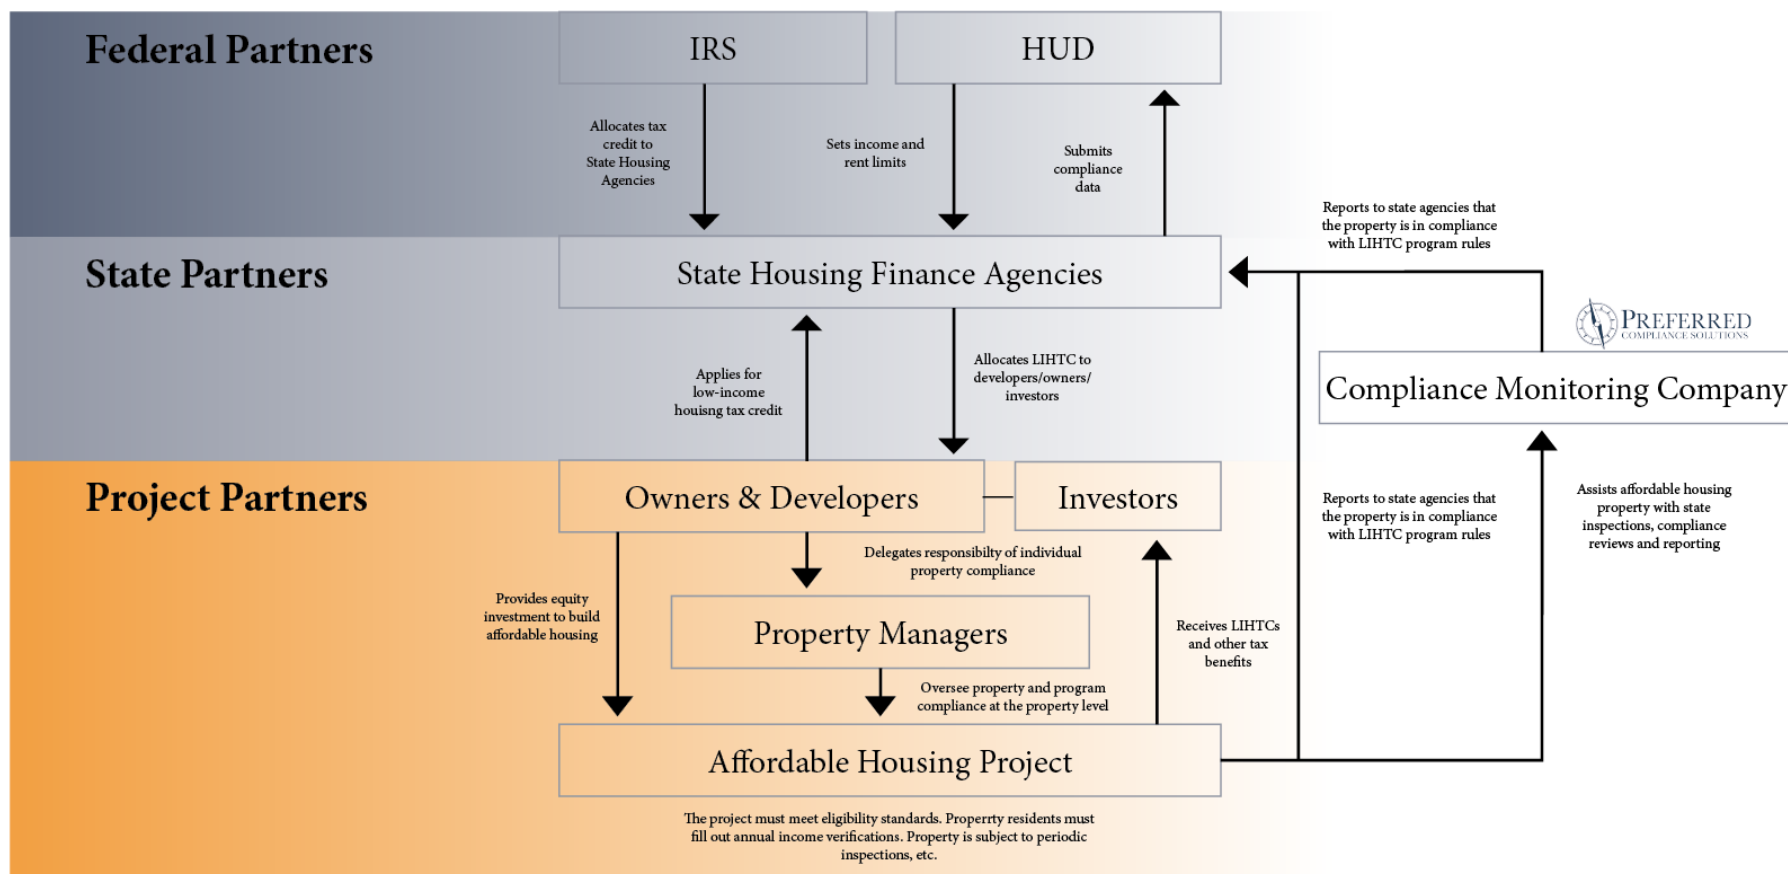 Federal Partners
IRS
HUD
Allocates tax
credit to
State Housing
Agencies
Sets income and
rent limits
Submits
compliance
data
Reports to state agencies that
the property is in compliance
with LIHTC program rules
State Partners
State Housing Finance Agencies
PREFERRED
COMPLIANCE SOLUTIONS
Compliance Monitoring Company
Applies for
low-income
houisng tax credit
Allocates LIHTC to
developers/owners/
investors
Project Partners
Owners & Developers
Investors
Reports to state agencies that
the property is in compliance
with LIHTC program rules
Assists affordable housing
property with state
inspections, compliance
reviews and reporting
Delegates responsibilty of individual
property compliance
Provides equity
investment to build
affordable housing
Property Managers
Receives LIHTCs
and other tax
benefits
Oversee property and program
compliance at the property level
Affordable Housing Project
The project must meet eligibility standards. Properrty residents must
fill out annual income verifications. Property is subject to periodic
inspections, etc.